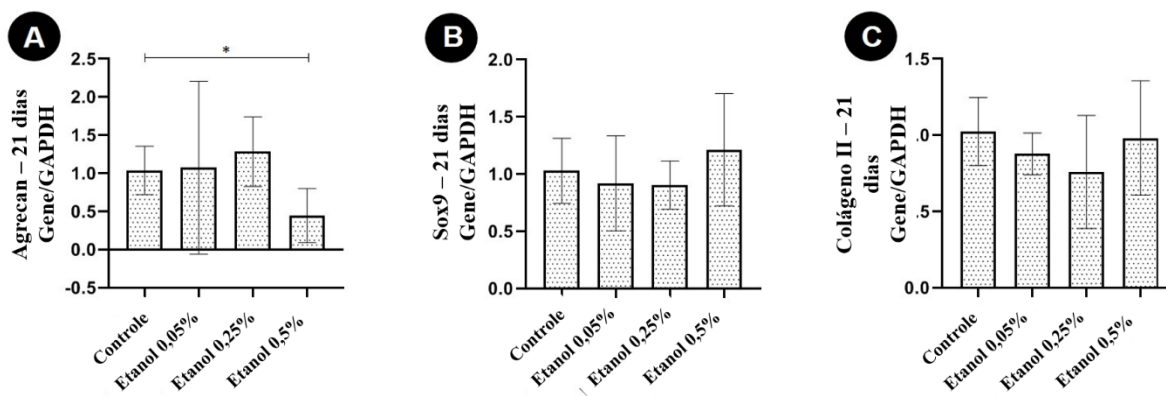 A
Agrecan – 21 dias
Gene/GAPDH
2.5
2.0
1.5
1.0
0.5
0.0
-0.5
*
Controle
Etanol 0,05%
Etanol 0,25%
Etanol 0,5%
B
Sox9 – 21 dias
Gene/GAPDH
2.0
1.5
1.0
0.5
0.0
Controle
Etanol 0,05%
Etanol 0,25%
Etanol 0,5%
C
Colágeno II – 21
dias
Gene/GAPDH
1.5
.0
.5
.0
Controle
Etanol 0,05%
Etanol 0,25%
Etanol 0,5%